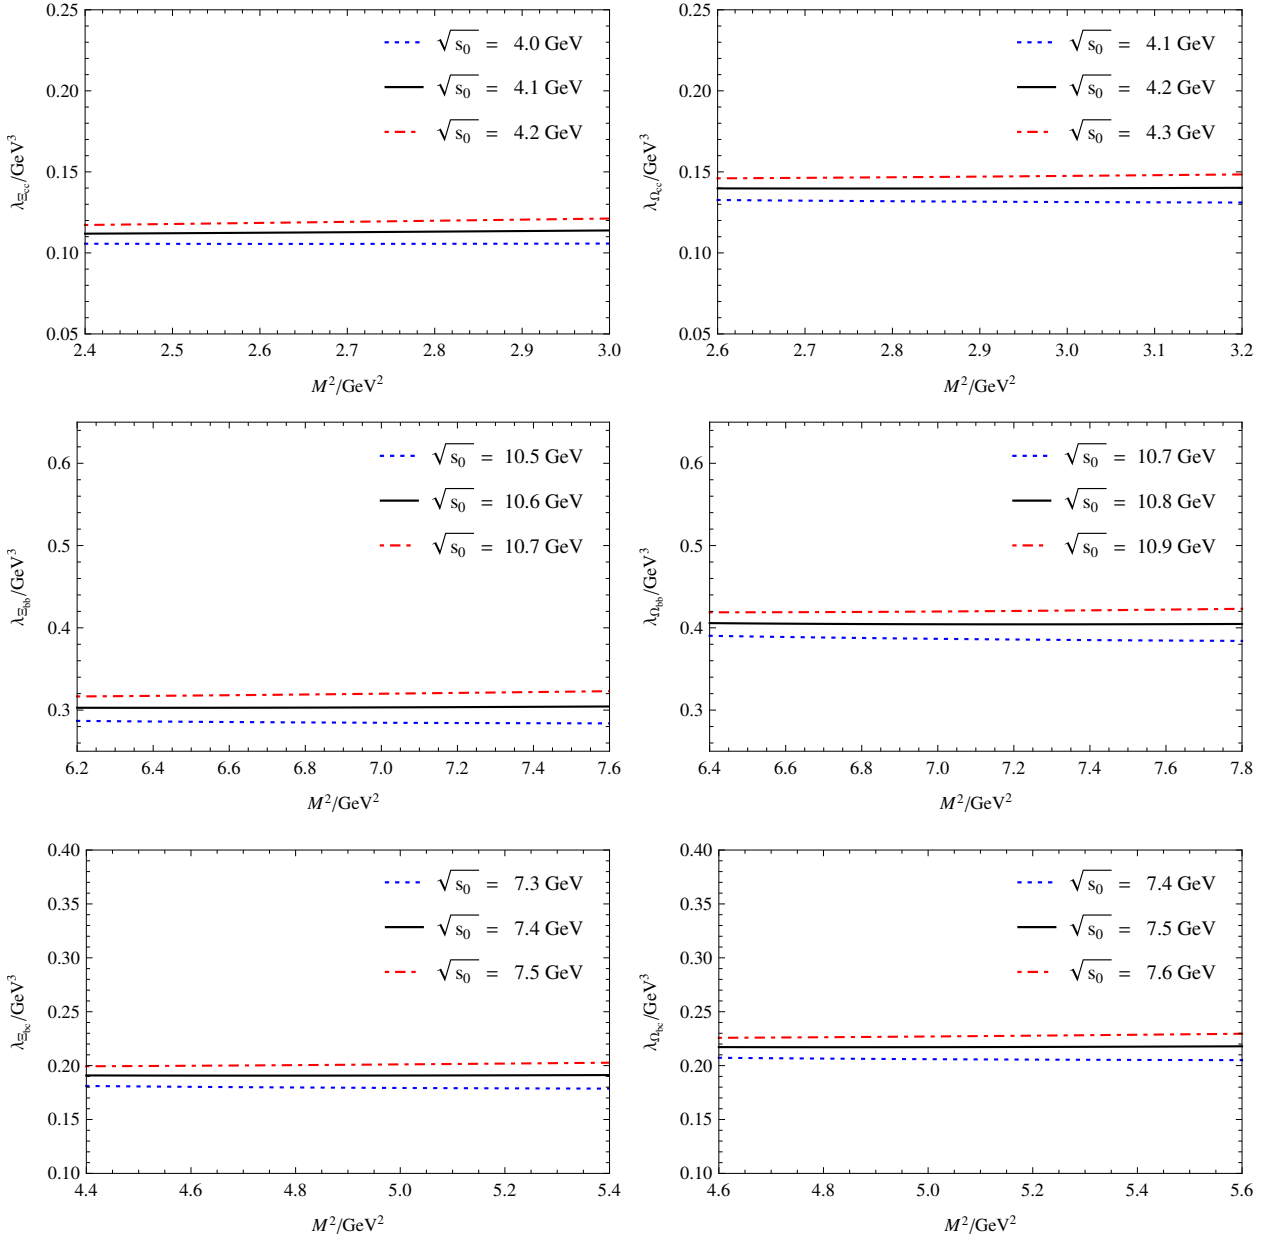 √s₀ = 4.0 GeV
√s₀ = 4.1 GeV
√s₀ = 4.2 GeV
0.25
0.20
0.15
0.10
0.05
λ_Ξcc/GeV³
2.4 2.5 2.6 2.7 2.8 2.9 3.0
M²/GeV²
√s₀ = 4.1 GeV
√s₀ = 4.2 GeV
√s₀ = 4.3 GeV
0.25
0.20
0.15
0.10
0.05
λ_Ωcc/GeV³
2.6 2.7 2.8 2.9 3.0 3.1 3.2
M²/GeV²
√s₀ = 10.5 GeV
√s₀ = 10.6 GeV
√s₀ = 10.7 GeV
0.6
0.5
0.4
0.3
λ_Ξbb/GeV³
6.2 6.4 6.6 6.8 7.0 7.2 7.4 7.6
M²/GeV²
√s₀ = 10.7 GeV
√s₀ = 10.8 GeV
√s₀ = 10.9 GeV
0.6
0.5
0.4
0.3
λ_Ωbb/GeV³
6.4 6.6 6.8 7.0 7.2 7.4 7.6 7.8
M²/GeV²
√s₀ = 7.3 GeV
√s₀ = 7.4 GeV
√s₀ = 7.5 GeV
0.40
0.35
0.30
0.25
0.20
0.15
0.10
λ_Ξbc/GeV³
4.4 4.6 4.8 5.0 5.2 5.4
M²/GeV²
√s₀ = 7.4 GeV
√s₀ = 7.5 GeV
√s₀ = 7.6 GeV
0.40
0.35
0.30
0.25
0.20
0.15
0.10
λ_Ωbc/GeV³
4.6 4.8 5.0 5.2 5.4 5.6
M²/GeV²